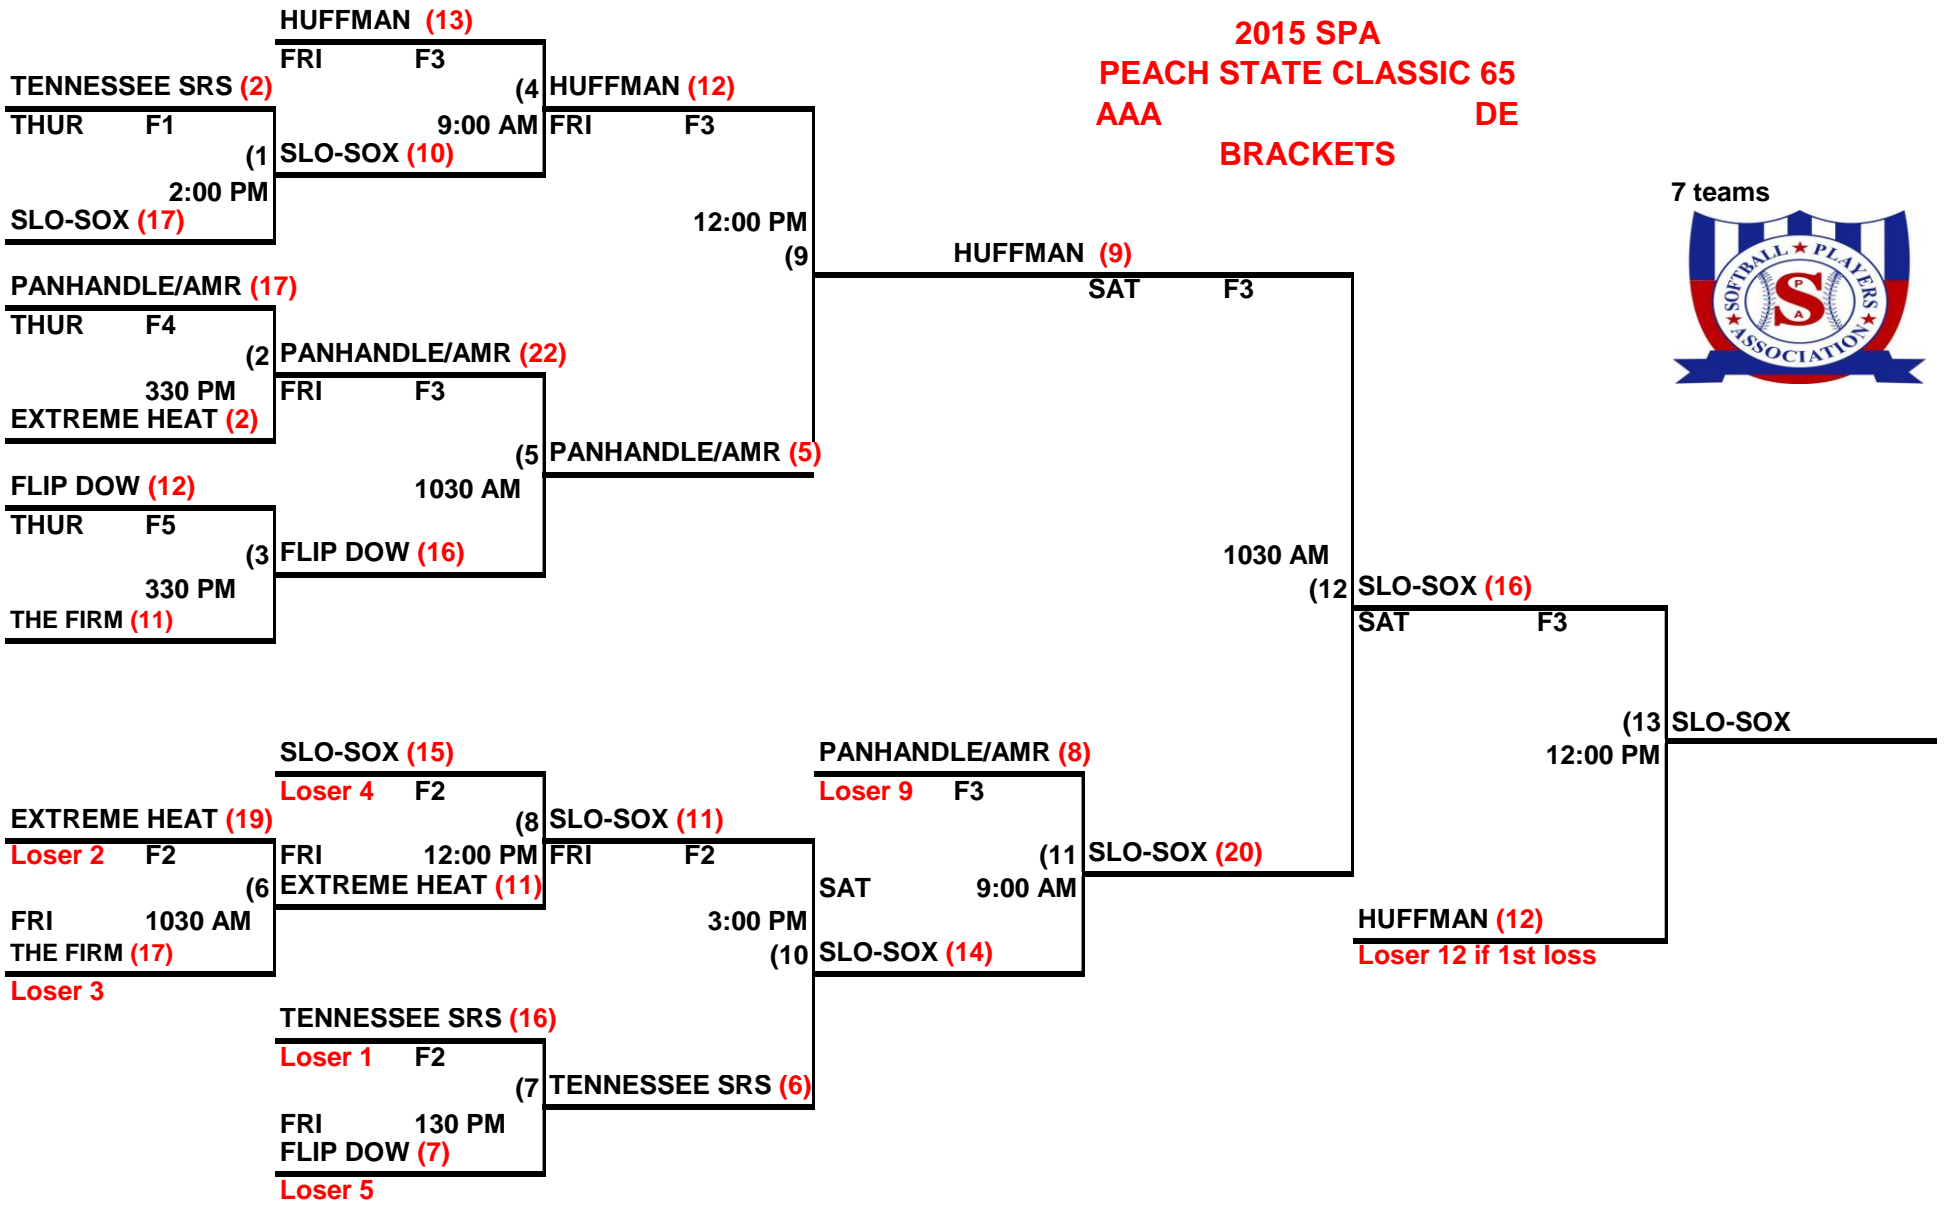 2015 SPA
PEACH STATE CLASSIC 65
AAA DE
BRACKETS
7 teams
SOFTBALL ★ PLAYERS ★ ASSOCIATION ★
P
S
A
HUFFMAN (13)
FRI F3
TENNESSEE SRS (2)
(4 HUFFMAN (12)
THUR F1
9:00 AM FRI F3
(1 SLO-SOX (10)
2:00 PM
SLO-SOX (17)
12:00 PM
(9 HUFFMAN (9)
SAT F3
PANHANDLE/AMR (17)
THUR F4
(2 PANHANDLE/AMR (22)
330 PM FRI F3
EXTREME HEAT (2)
(5 PANHANDLE/AMR (5)
FLIP DOW (12)
1030 AM
THUR F5
(3 FLIP DOW (16)
1030 AM
330 PM
(12 SLO-SOX (16)
THE FIRM (11)
SAT F3
(13 SLO-SOX
12:00 PM
SLO-SOX (15)
PANHANDLE/AMR (8)
Loser 4 F2
Loser 9 F3
EXTREME HEAT (19)
(8 SLO-SOX (11)
Loser 2 F2
FRI 12:00 PM FRI F2
(11 SLO-SOX (20)
(6 EXTREME HEAT (11)
SAT 9:00 AM
FRI 1030 AM
3:00 PM
HUFFMAN (12)
THE FIRM (17)
(10 SLO-SOX (14)
Loser 12 if 1st loss
Loser 3
TENNESSEE SRS (16)
Loser 1 F2
(7 TENNESSEE SRS (6)
FRI 130 PM
FLIP DOW (7)
Loser 5